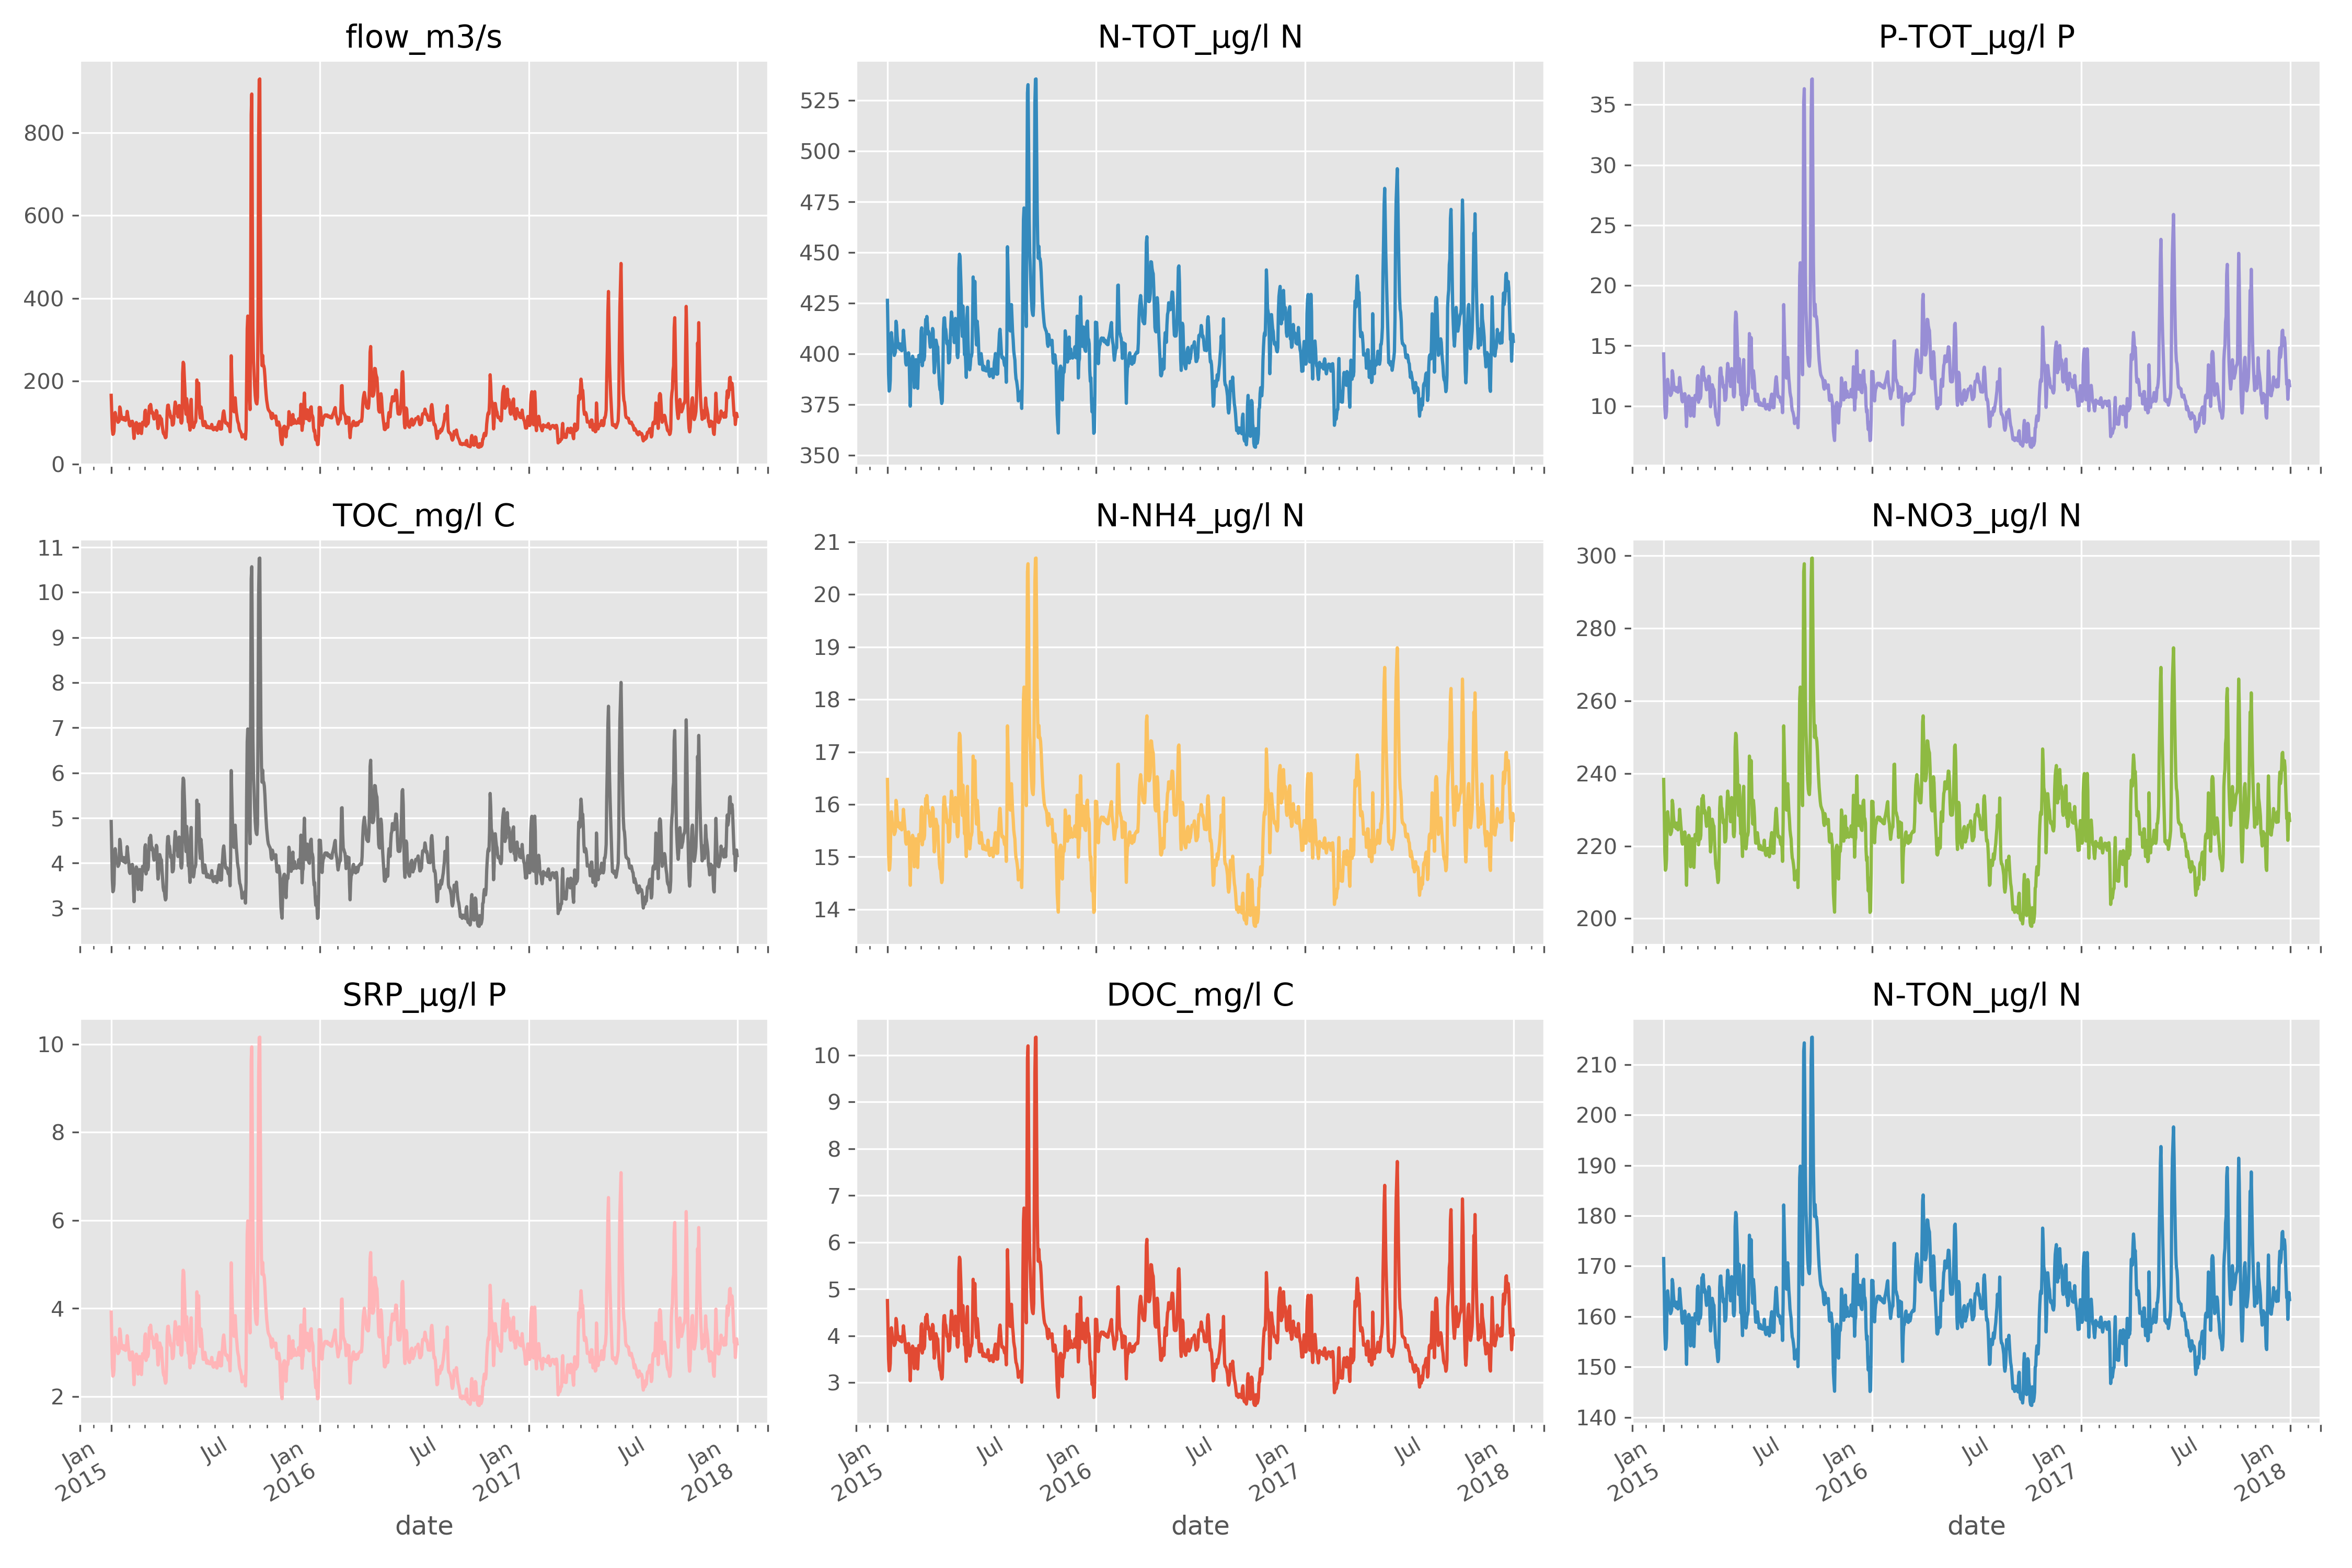 flow_m3/s
800
600
400
200
0
N-TOT_µg/l N
525
500
475
450
425
400
375
350
P-TOT_µg/l P
35
30
25
20
15
10
TOC_mg/l C
11
10
9
8
7
6
5
4
3
N-NH4_µg/l N
21
20
19
18
17
16
15
14
N-NO3_µg/l N
300
280
260
240
220
200
SRP_µg/l P
10
8
6
4
2
Jan
2015
Jul
Jan
2016
Jul
Jan
2017
Jul
Jan
2018
date
DOC_mg/l C
10
9
8
7
6
5
4
3
Jan
2015
Jul
Jan
2016
Jul
Jan
2017
Jul
Jan
2018
date
N-TON_µg/l N
210
200
190
180
170
160
150
140
Jan
2015
Jul
Jan
2016
Jul
Jan
2017
Jul
Jan
2018
date